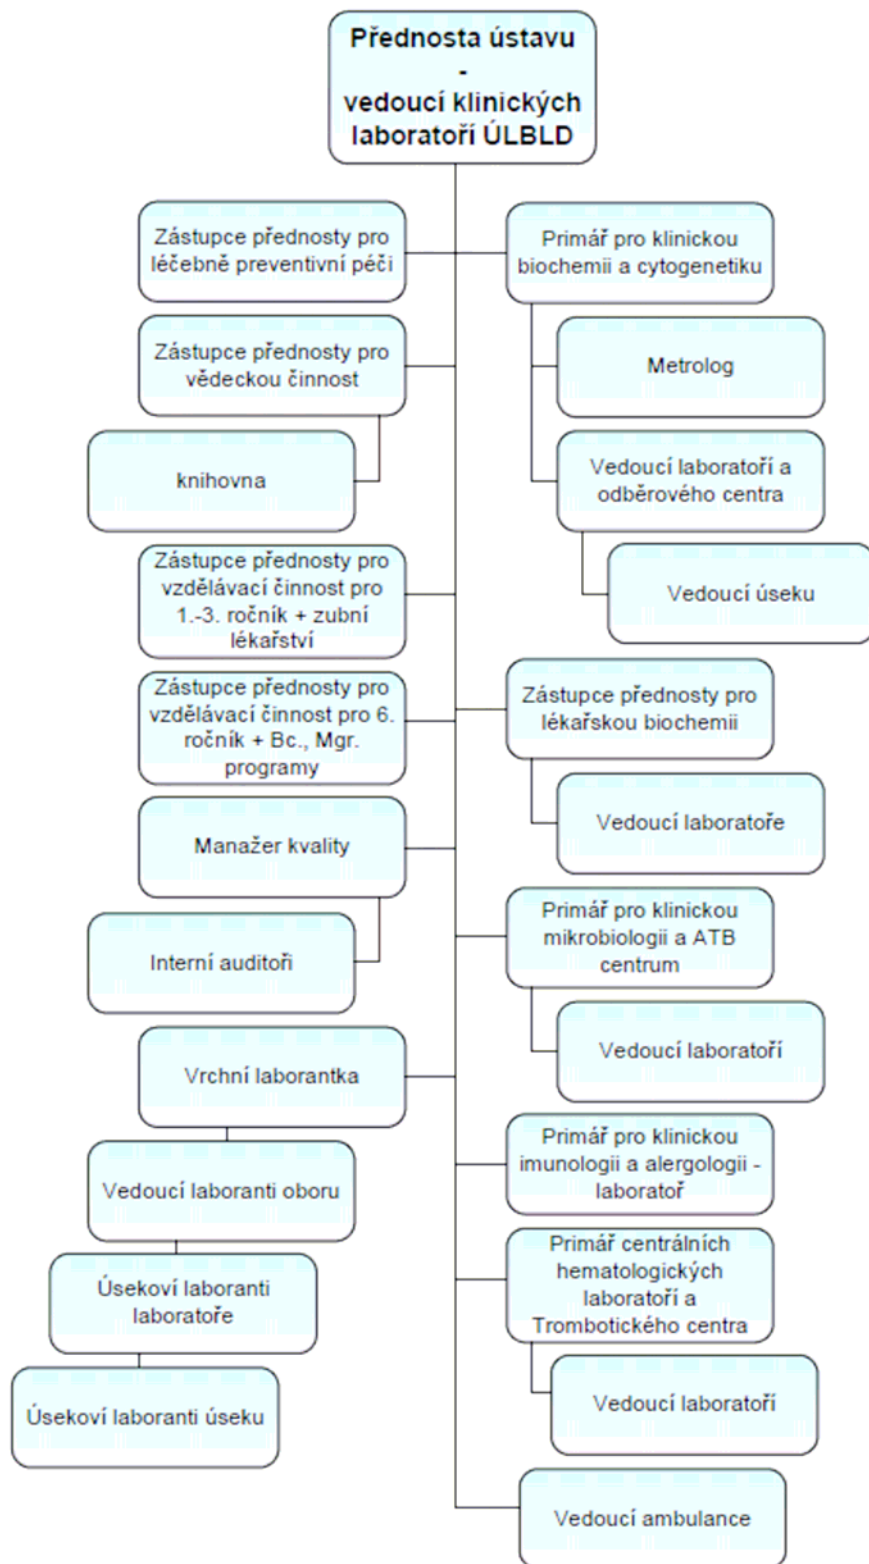 Přednosta ústavu
-
vedoucí klinických
laboratoří ÚLBLD
Zástupce přednosty pro
léčebně preventivní péči
Primář pro klinickou
biochemii a cytogenetiku
Zástupce přednosty pro
vědeckou činnost
Metrolog
knihovna
Vedoucí laboratoří a
odběrového centra
Zástupce přednosty pro
vzdělávací činnost pro
1.-3. ročník + zubní
lékařství
Vedoucí úseku
Zástupce přednosty pro
vzdělávací činnost pro 6.
ročník + Bc., Mgr.
programy
Zástupce přednosty pro
lékařskou biochemii
Manažer kvality
Vedoucí laboratoře
Interní auditoři
Primář pro klinickou
mikrobiologii a ATB
centrum
Vrchní laborantka
Vedoucí laboratoří
Vedoucí laboranti oboru
Primář pro klinickou
imunologii a alergologii -
laboratoř
Úsekoví laboranti
laboratoře
Primář centrálních
hematologických
laboratoří a
Trombotického centra
Úsekoví laboranti úseku
Vedoucí laboratoří
Vedoucí ambulance